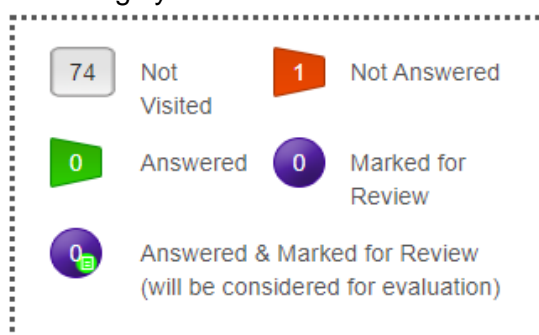 74 Not Visited
1 Not Answered
0 Answered
0 Marked for Review
0 Answered & Marked for Review
(will be considered for evaluation)